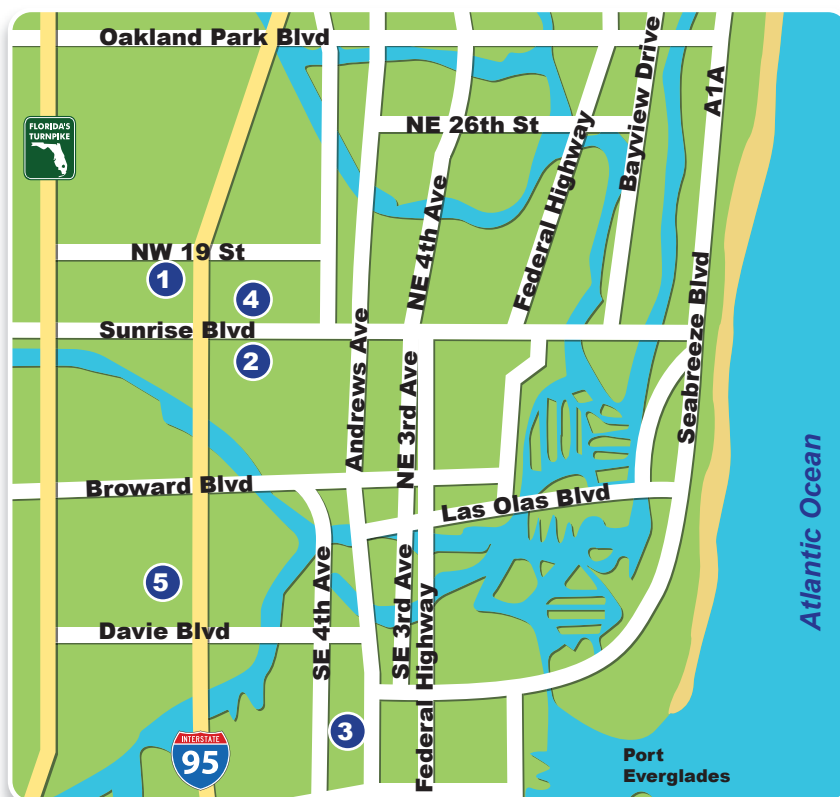 Oakland Park Blvd
A1A
Bayview Drive
FLORIDA'S
TURNPIKE
NE 26th St
Federal Highway
NE 4th Ave
NW 19 St
1
4
Sunrise Blvd
2
Andrews Ave
NE 3rd Ave
Seabreeze Blvd
Broward Blvd
Las Olas Blvd
Atlantic Ocean
5
SE 4th Ave
SE 3rd Ave
Federal Highway
Davie Blvd
3
INTERSTATE
95
Port
Everglades